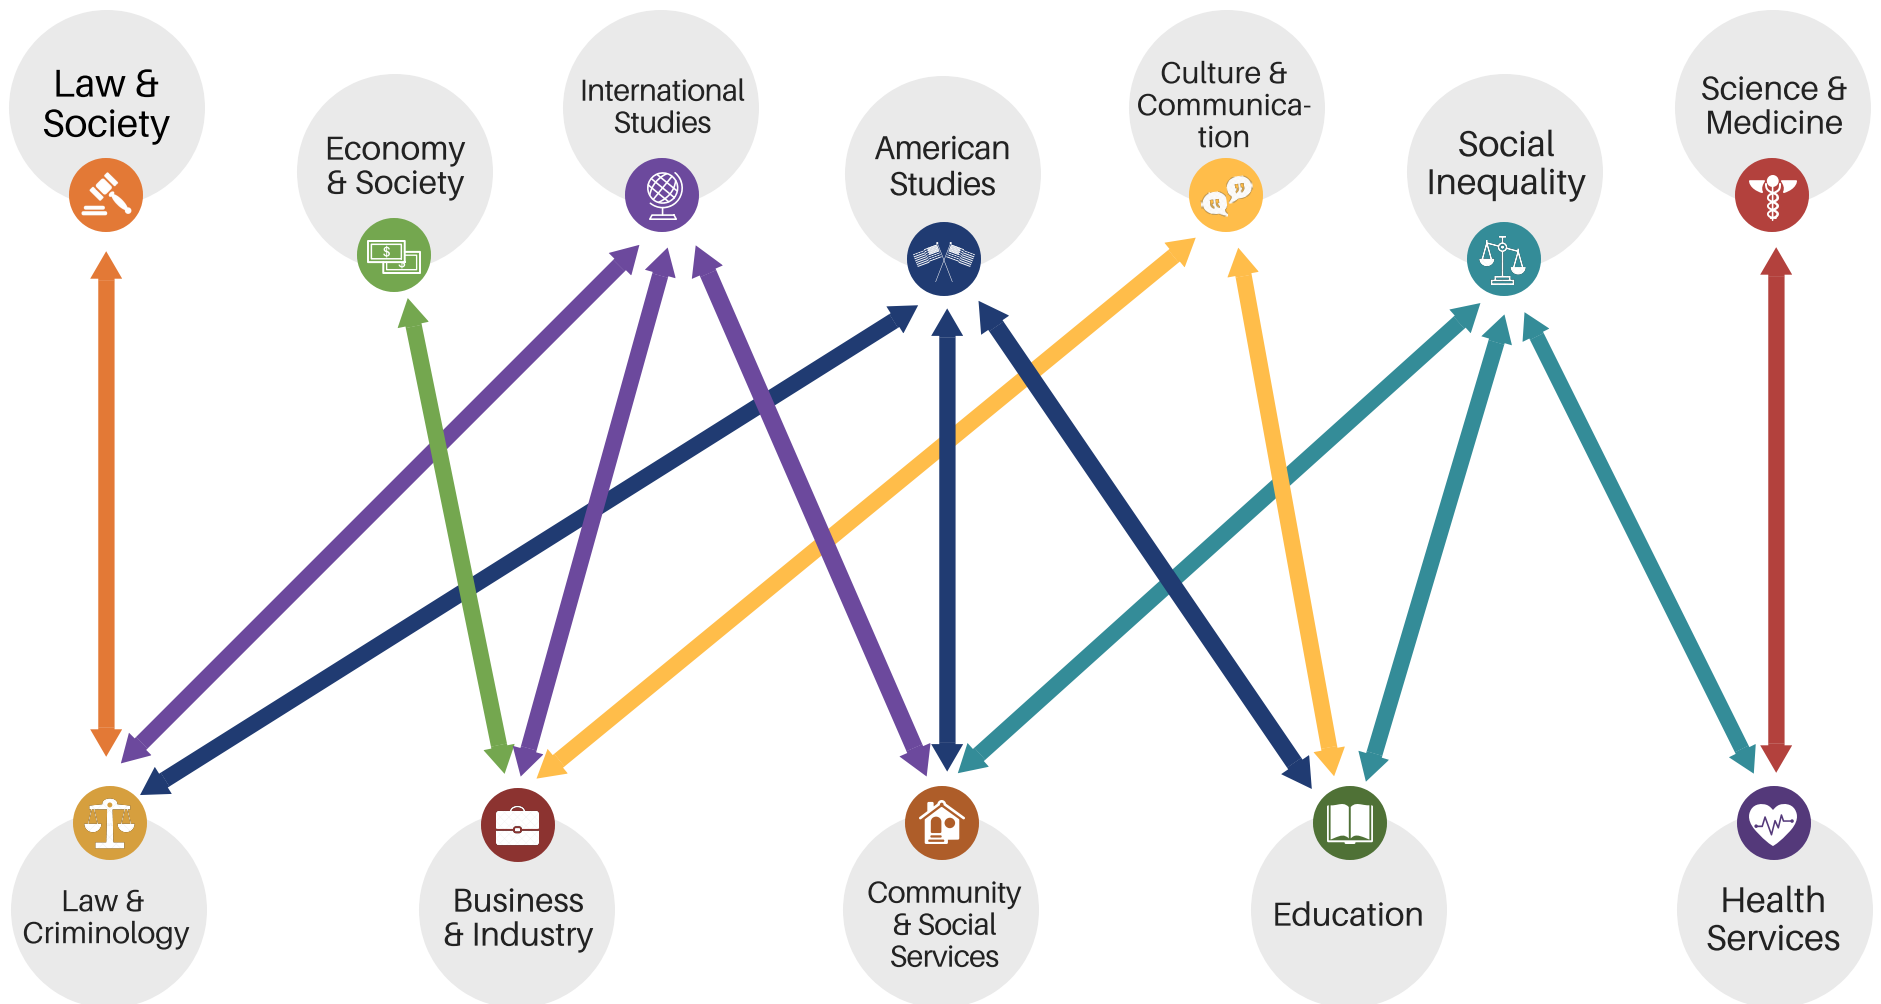 Law &
Society
Economy
& Society
International
Studies
American
Studies
Culture &
Communica-
tion
Social
Inequality
Science &
Medicine
$
$
Law &
Criminology
Business
& Industry
Community
& Social
Services
Education
Health
Services